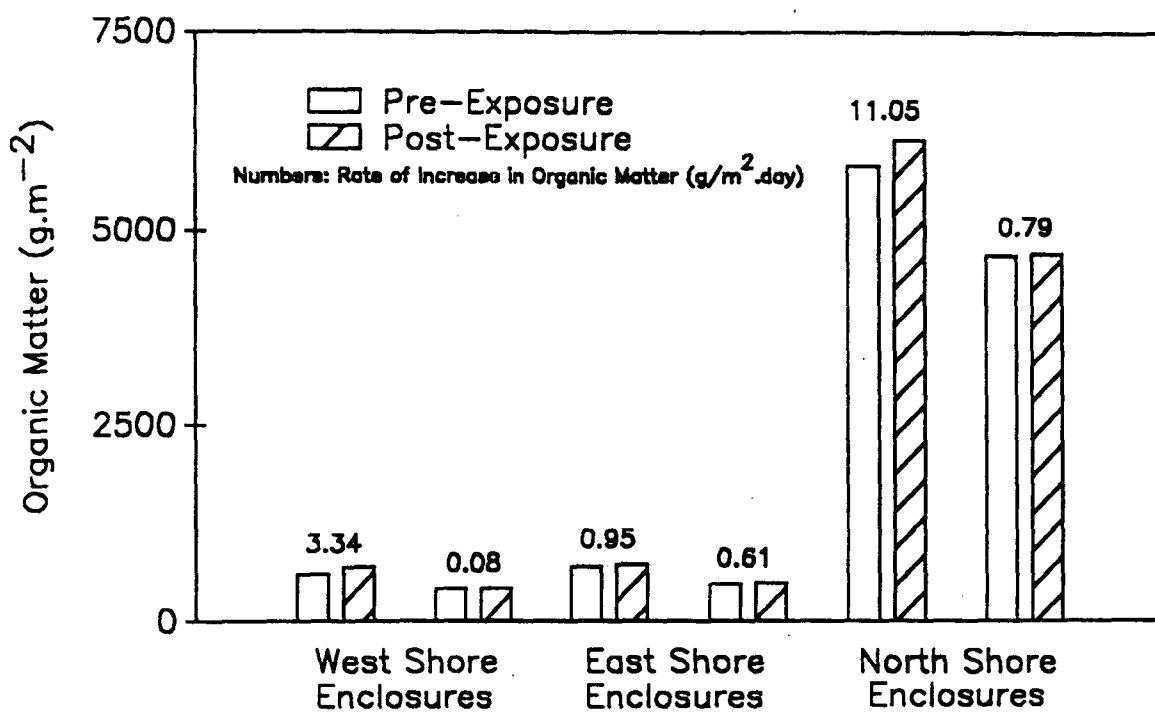 7500
5000
2500
0
Organic Matter (g.m−2)
Pre−Exposure
Post−Exposure
Numbers: Rate of Increase in Organic Matter (g/m2.day)
3.34
0.08
0.95
0.61
11.05
0.79
West Shore
Enclosures
East Shore
Enclosures
North Shore
Enclosures